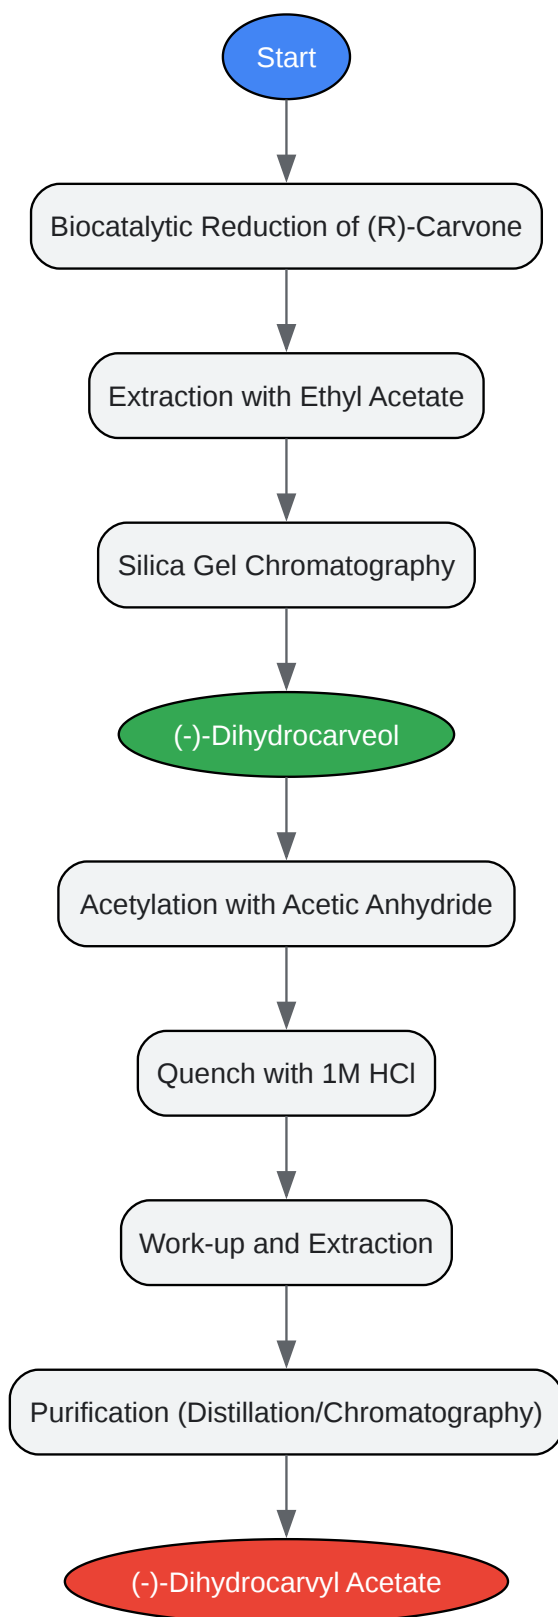 Start
Biocatalytic Reduction of (R)-Carvone
Extraction with Ethyl Acetate
Silica Gel Chromatography
(-)-Dihydrocarveol
Acetylation with Acetic Anhydride
Quench with 1M HCl
Work-up and Extraction
Purification (Distillation/Chromatography)
(-)-Dihydrocarvyl Acetate